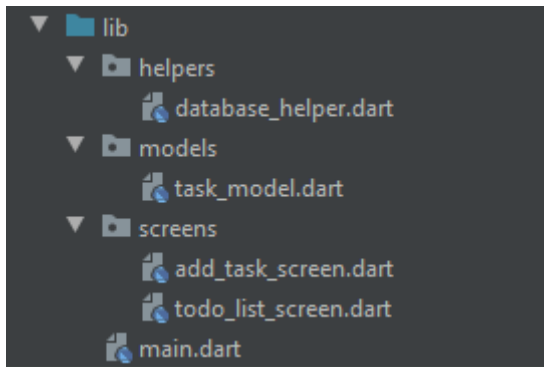 lib
helpers
database_helper.dart
models
task_model.dart
screens
add_task_screen.dart
todo_list_screen.dart
main.dart